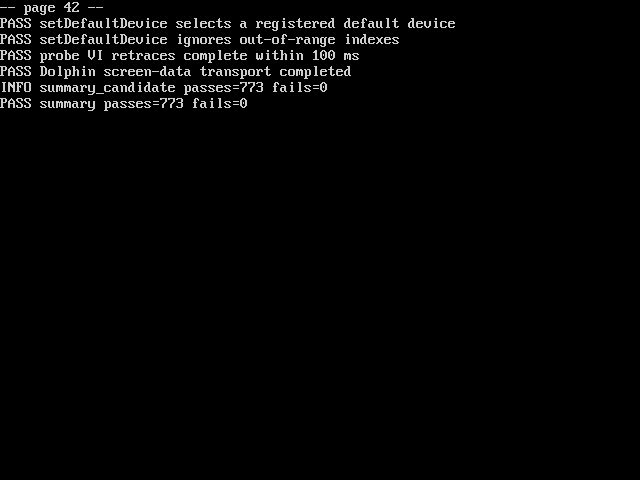 -- page 42 --
PASS setDefaultDevice selects a registered default device
PASS setDefaultDevice ignores out-of-range indexes
PASS probe VI retraces complete within 100 ms
PASS Dolphin screen-data transport completed
INFO summary_candidate passes=773 fails=0
PASS summary passes=773 fails=0